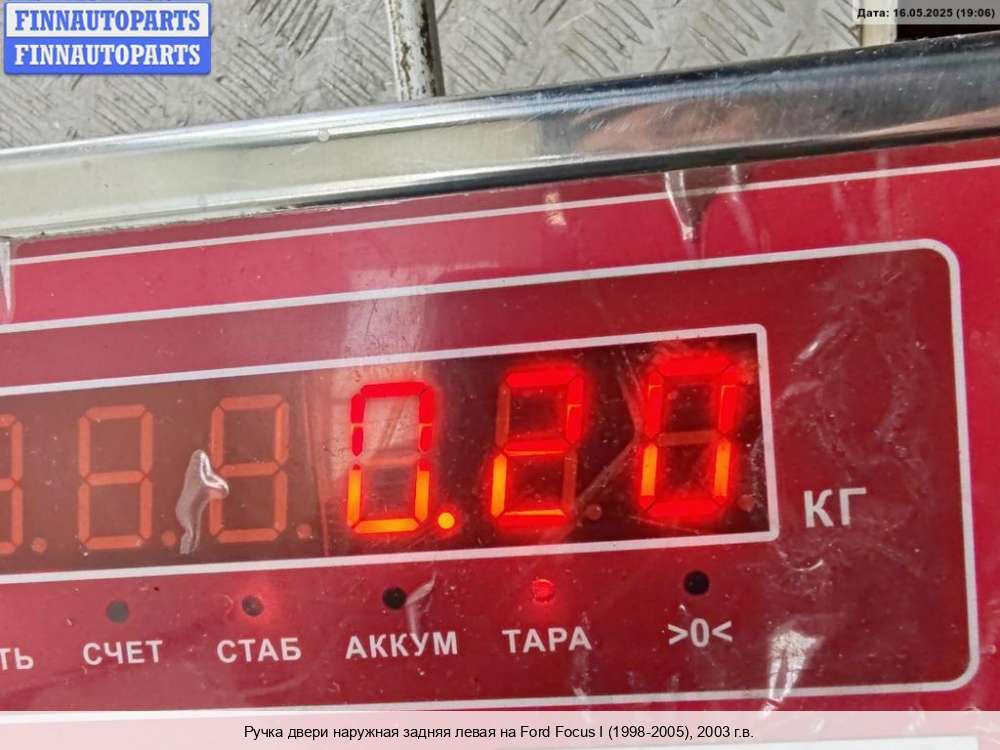 FINNAUTOPARTS
FINNAUTOPARTS
Дата: 16.05.2025 (19:06)
0.20
КГ
СЧЕТ СТАБ АККУМ ТАРА >0<
Ручка двери наружная задняя левая на Ford Focus I (1998-2005), 2003 г.в.